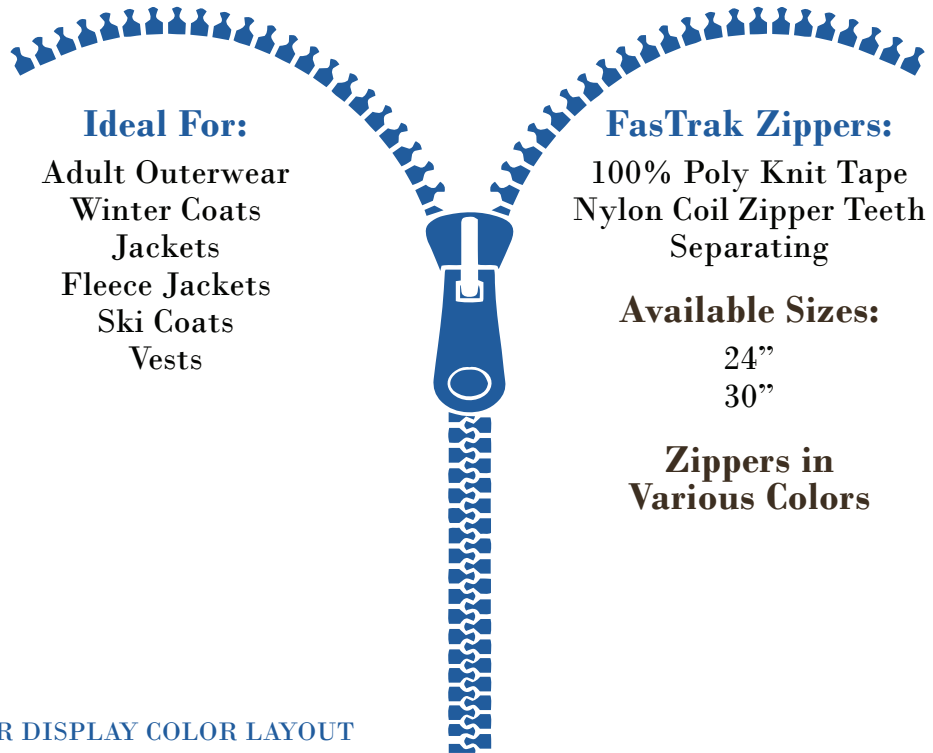 Ideal For:
Adult Outerwear
Winter Coats
Jackets
Fleece Jackets
Ski Coats
Vests
FasTrak Zippers:
100% Poly Knit Tape
Nylon Coil Zipper Teeth
Separating
Available Sizes:
24”
30”
Zippers in
Various Colors
R DISPLAY COLOR LAYOUT